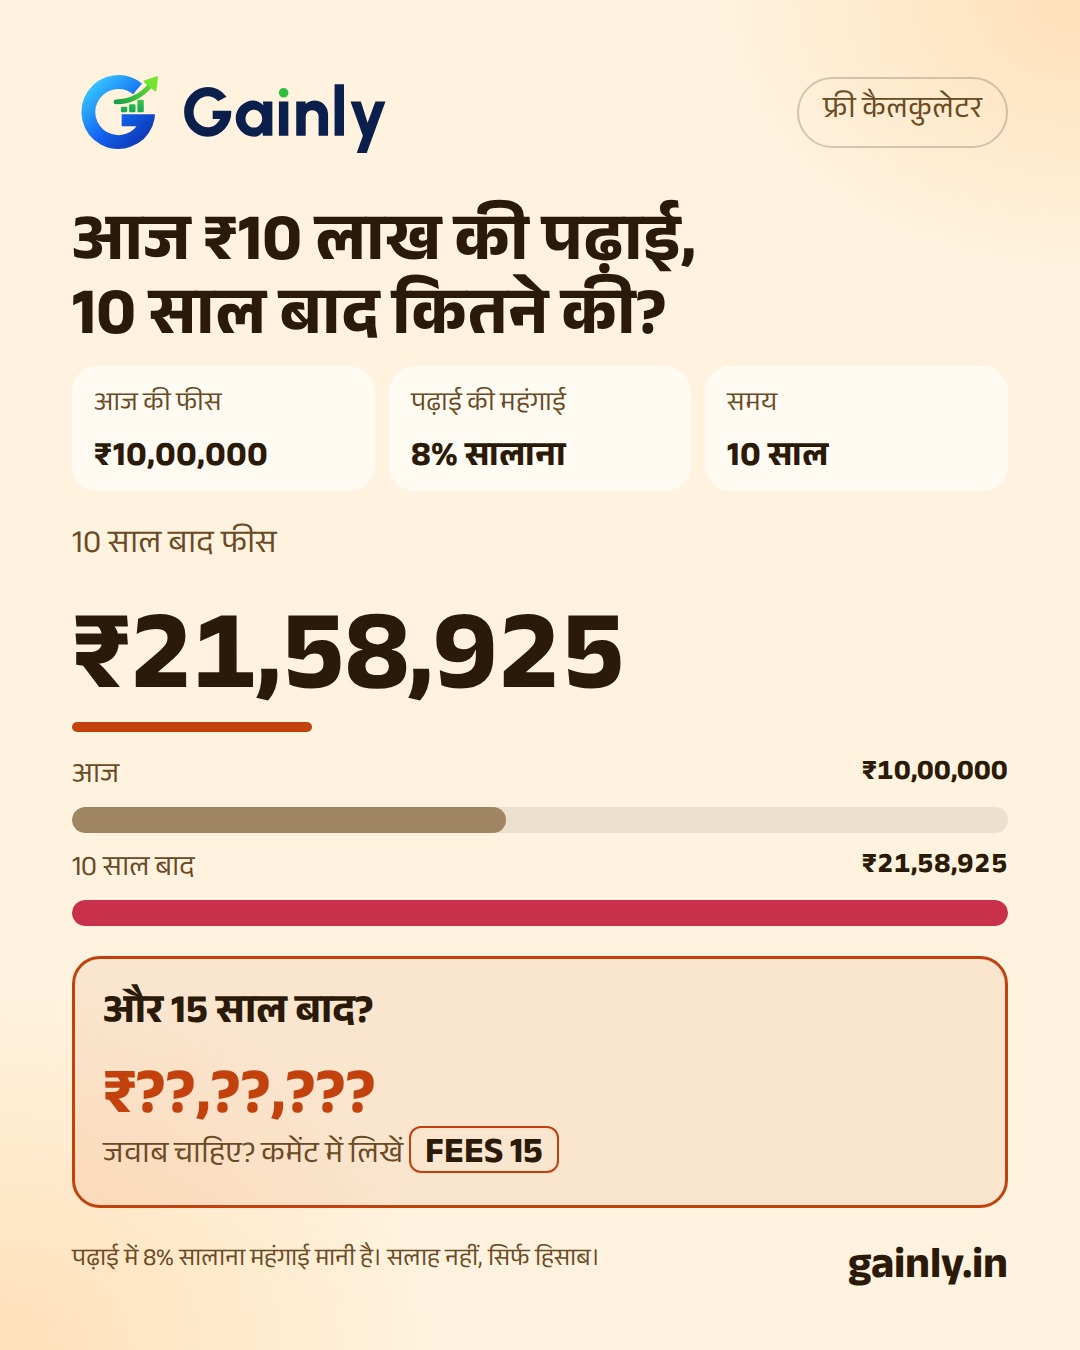 Gainly
फ्री कैलकुलेटर
आज ₹10 लाख की पढ़ाई,
10 साल बाद कितने की?
आज की फीस
₹10,00,000
पढ़ाई की महंगाई
8% सालाना
समय
10 साल
10 साल बाद फीस
₹21,58,925
आज
₹10,00,000
10 साल बाद
₹21,58,925
और 15 साल बाद?
₹??,??,???
जवाब चाहिए? कमेंट में लिखें FEES 15
पढ़ाई में 8% सालाना महंगाई मानी है। सलाह नहीं, सिर्फ हिसाब।
gainly.in